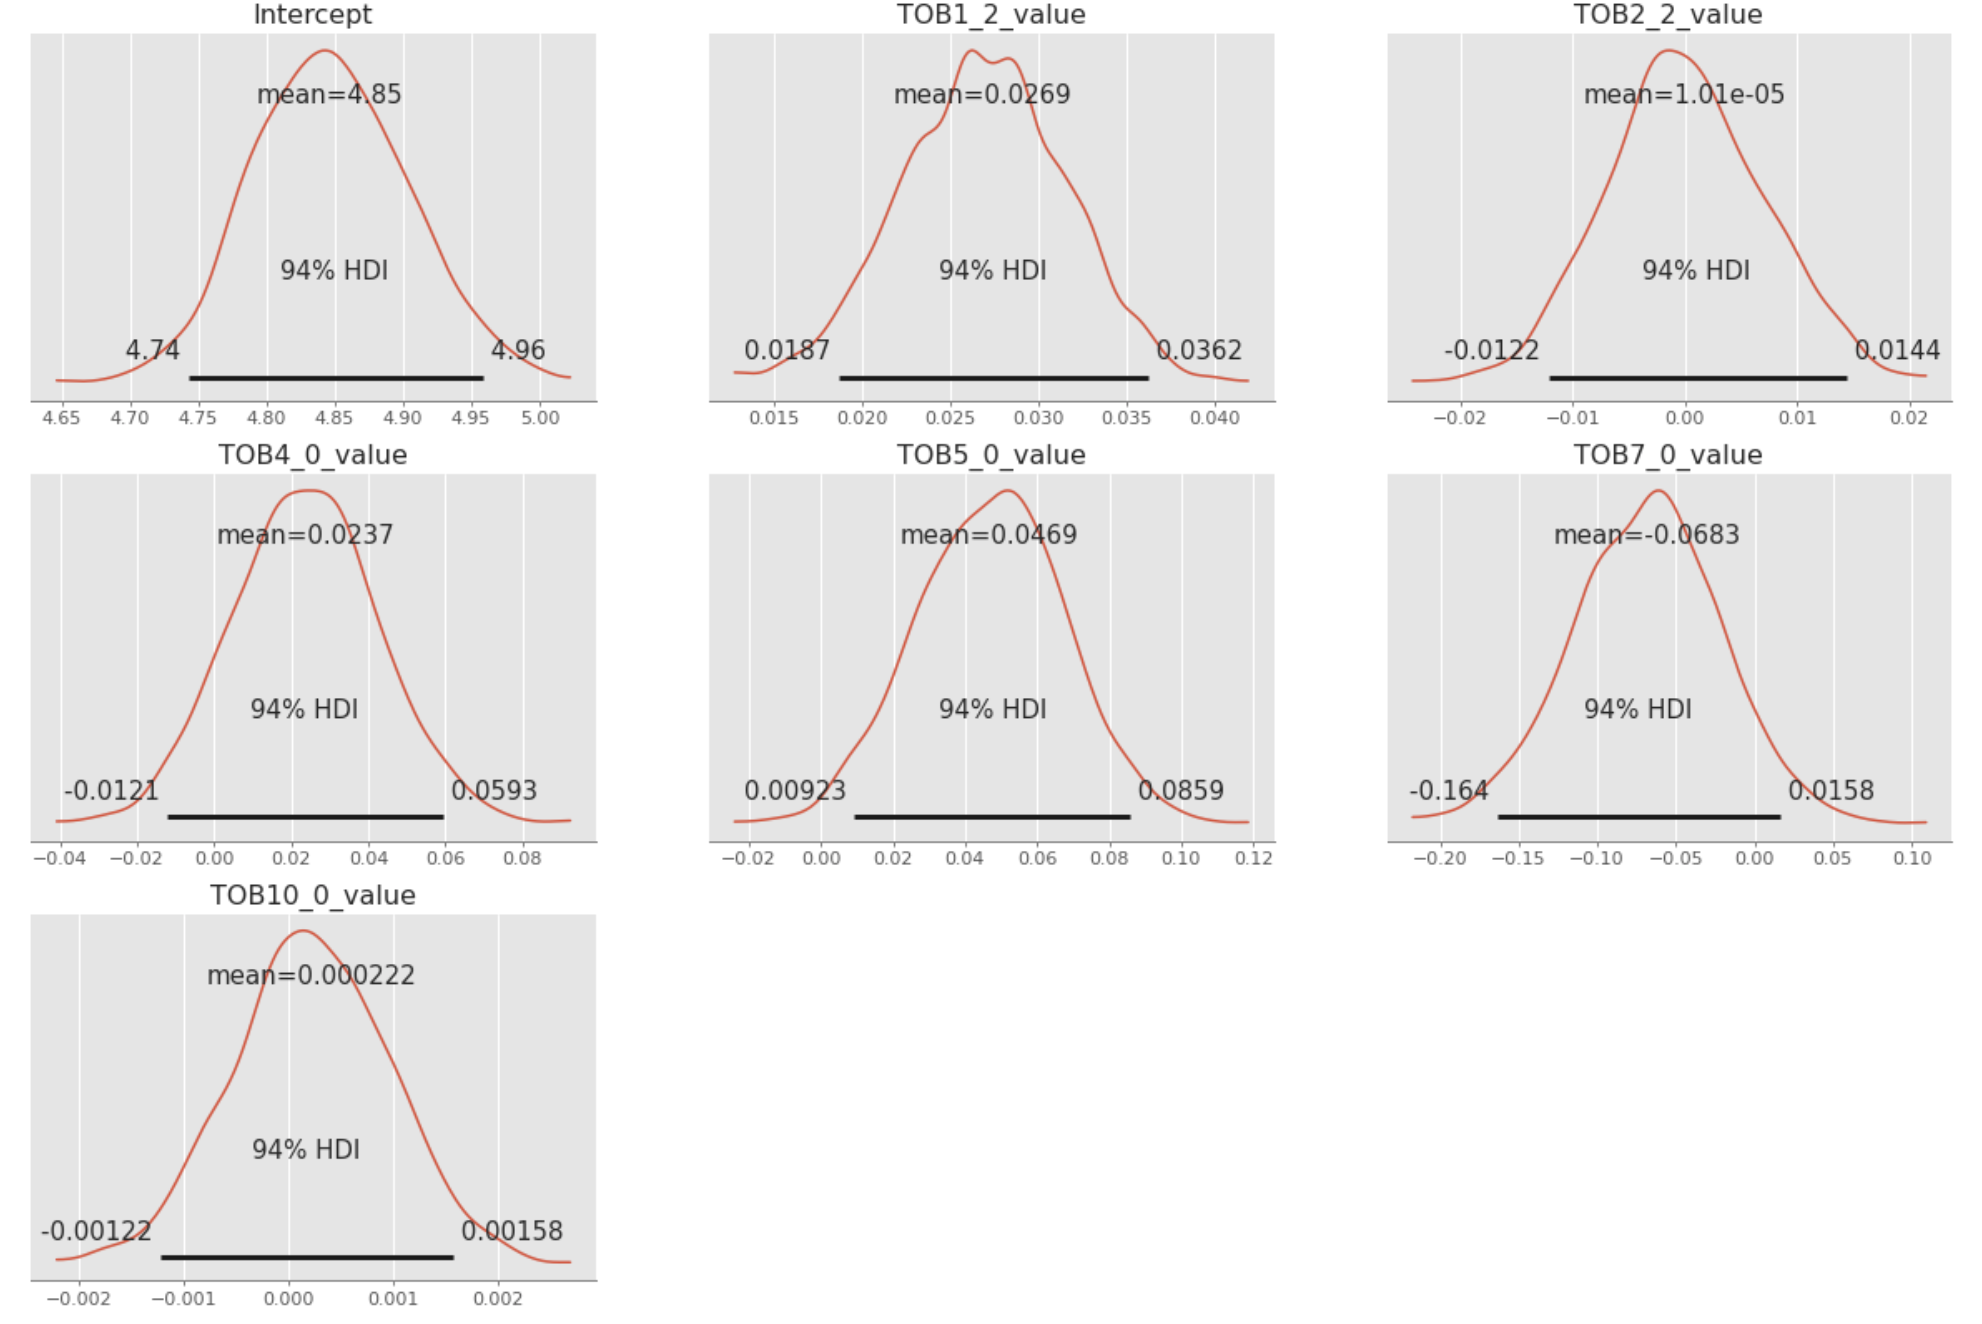 Intercept
TOB1_2_value
TOB2_2_value
mean=4.85
mean=0.0269
mean=1.01e-05
94% HDI
94% HDI
94% HDI
4.74
4.96
0.0187
0.0362
-0.0122
0.0144
4.65 4.70 4.75 4.80 4.85 4.90 4.95 5.00
0.015 0.020 0.025 0.030 0.035 0.040
−0.02 −0.01 0.00 0.01 0.02
TOB4_0_value
TOB5_0_value
TOB7_0_value
mean=0.0237
mean=0.0469
mean=-0.0683
94% HDI
94% HDI
94% HDI
-0.0121
0.0593
0.00923
0.0859
-0.164
0.0158
−0.04 −0.02 0.00 0.02 0.04 0.06 0.08
−0.02 0.00 0.02 0.04 0.06 0.08 0.10 0.12
−0.20 −0.15 −0.10 −0.05 0.00 0.05 0.10
TOB10_0_value
mean=0.000222
94% HDI
-0.00122
0.00158
−0.002 −0.001 0.000 0.001 0.002